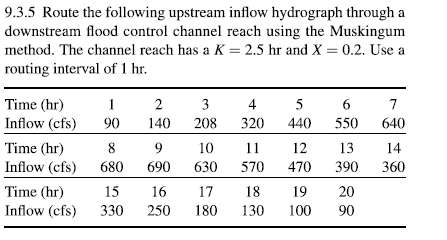 9.3.5 Route the following upstream inflow hydrograph through a
downstream flood control channel reach using the Muskingum
method. The channel reach has a K = 2.5 hr and X = 0.2. Use a
routing interval of 1 hr.
Time (hr) 1 2 3 4 5 6 7
Inflow (cfs) 90 140 208 320 440 550 640
Time (hr) 8 9 10 11 12 13 14
Inflow (cfs) 680 690 630 570 470 390 360
Time (hr) 15 16 17 18 19 20
Inflow (cfs) 330 250 180 130 100 90